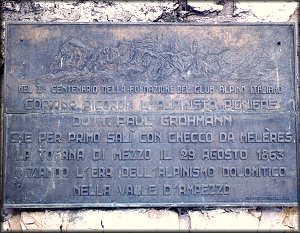 NEL 1° CENTENARIO DELLA FONDAZIONE DEL CLUB ALPINO ITALIANO
CORTINA RICORDA L'ALPINISTA PIONIERE
DOTT. PAUL GROHMANN
CHE PER PRIMO SALÌ CON CHECCO DA MELERES
LA TOFANA DI MEZZO IL 29 AGOSTO 1863
INIZIANDO L'ERA DELL'ALPINISMO DOLOMITICO
NELLA VALLE D'AMPEZZO